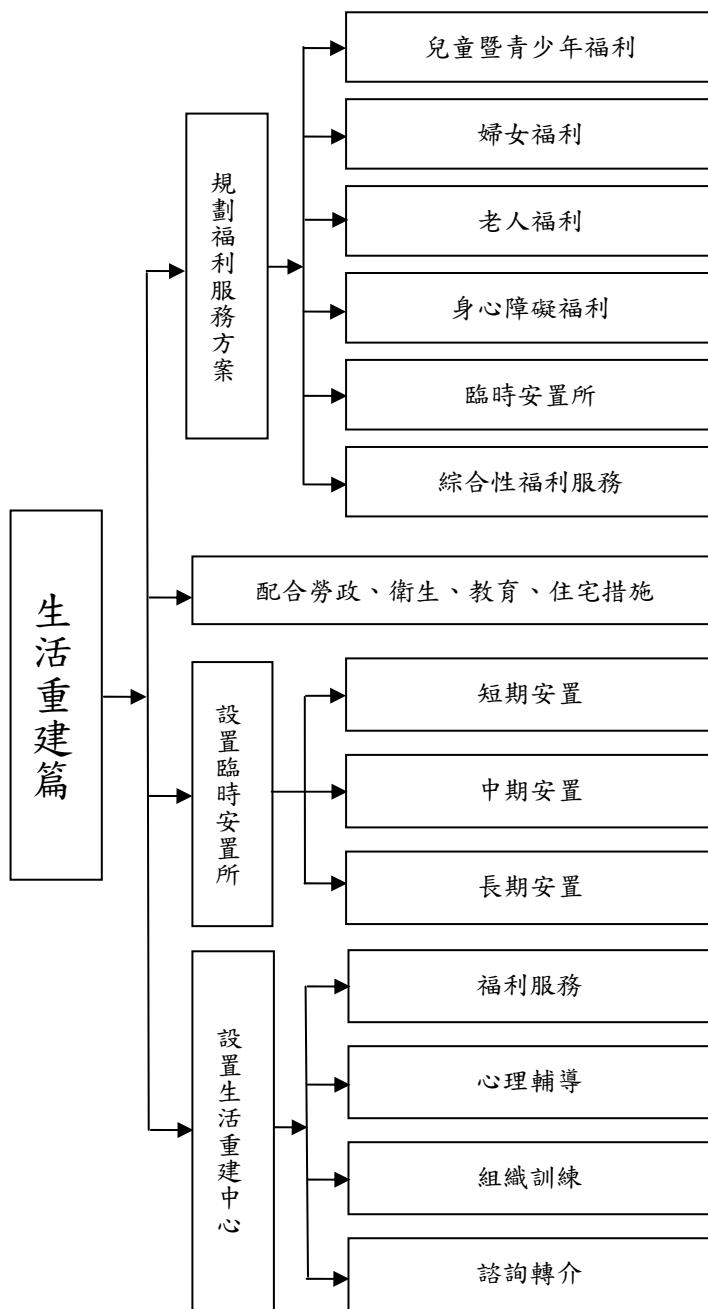 生活重建篇
規劃福利服務方案
兒童暨青少年福利
婦女福利
老人福利
身心障礙福利
臨時安置所
綜合性福利服務
配合勞政、衛生、教育、住宅措施
設置臨時安置所
短期安置
中期安置
長期安置
設置生活重建中心
福利服務
心理輔導
組織訓練
諮詢轉介